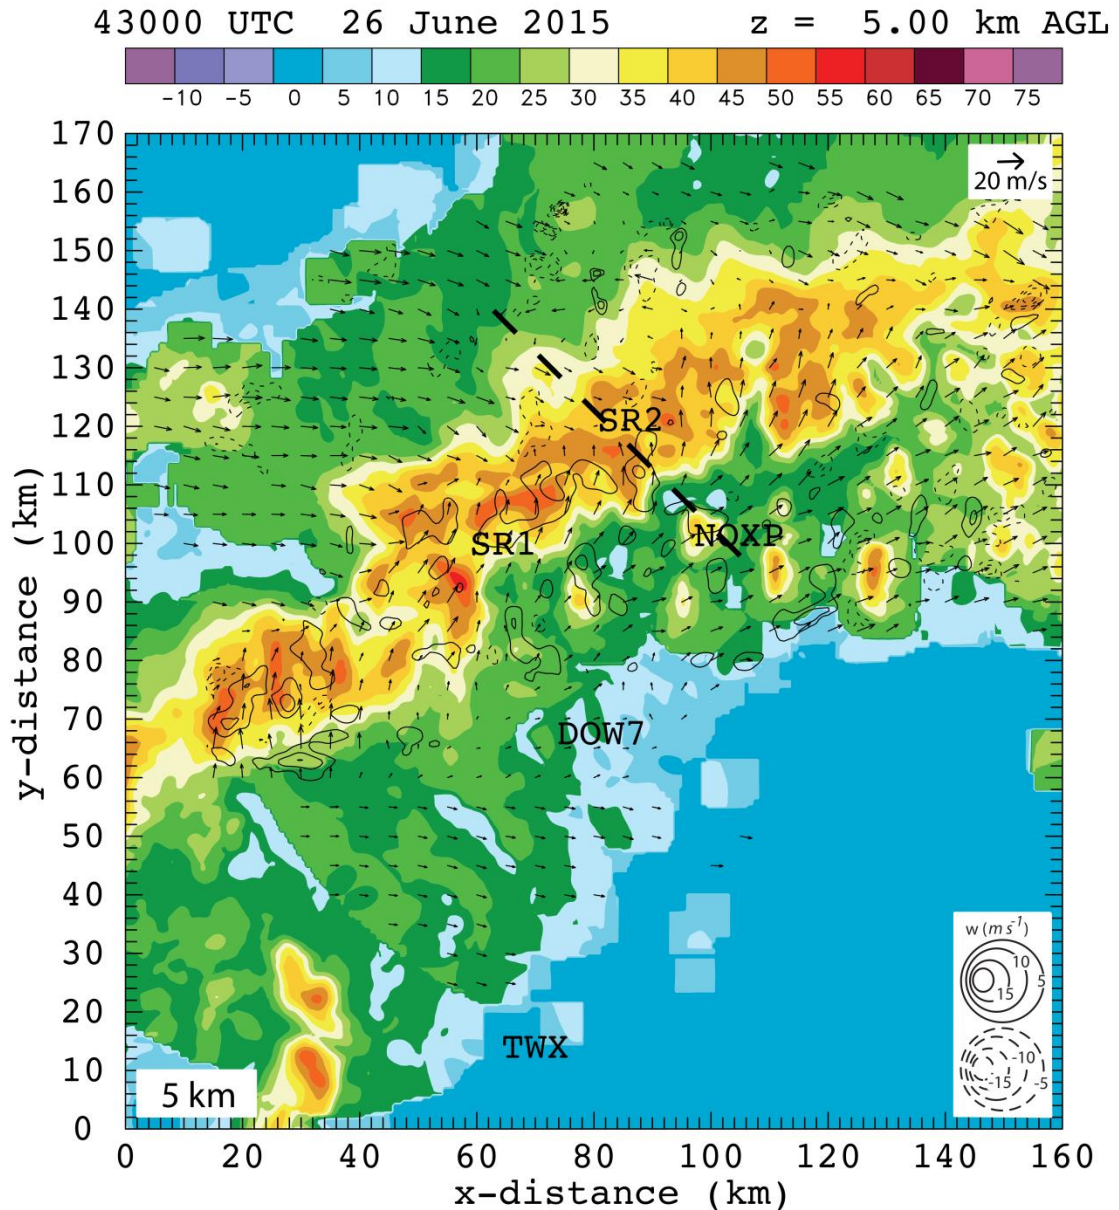 43000 UTC 26 June 2015 z = 5.00 km AGL
-10 -5 0 5 10 15 20 25 30 35 40 45 50 55 60 65 70 75
170
160
150
140
130
120
110
100
90
80
70
60
50
40
30
20
10
0
y-distance (km)
20 m/s
SR2
NOXP
SR1
DOW7
TWX
w (m s-1)
10
5
15
-10
-5
-15
5 km
0 20 40 60 80 100 120 140 160
x-distance (km)